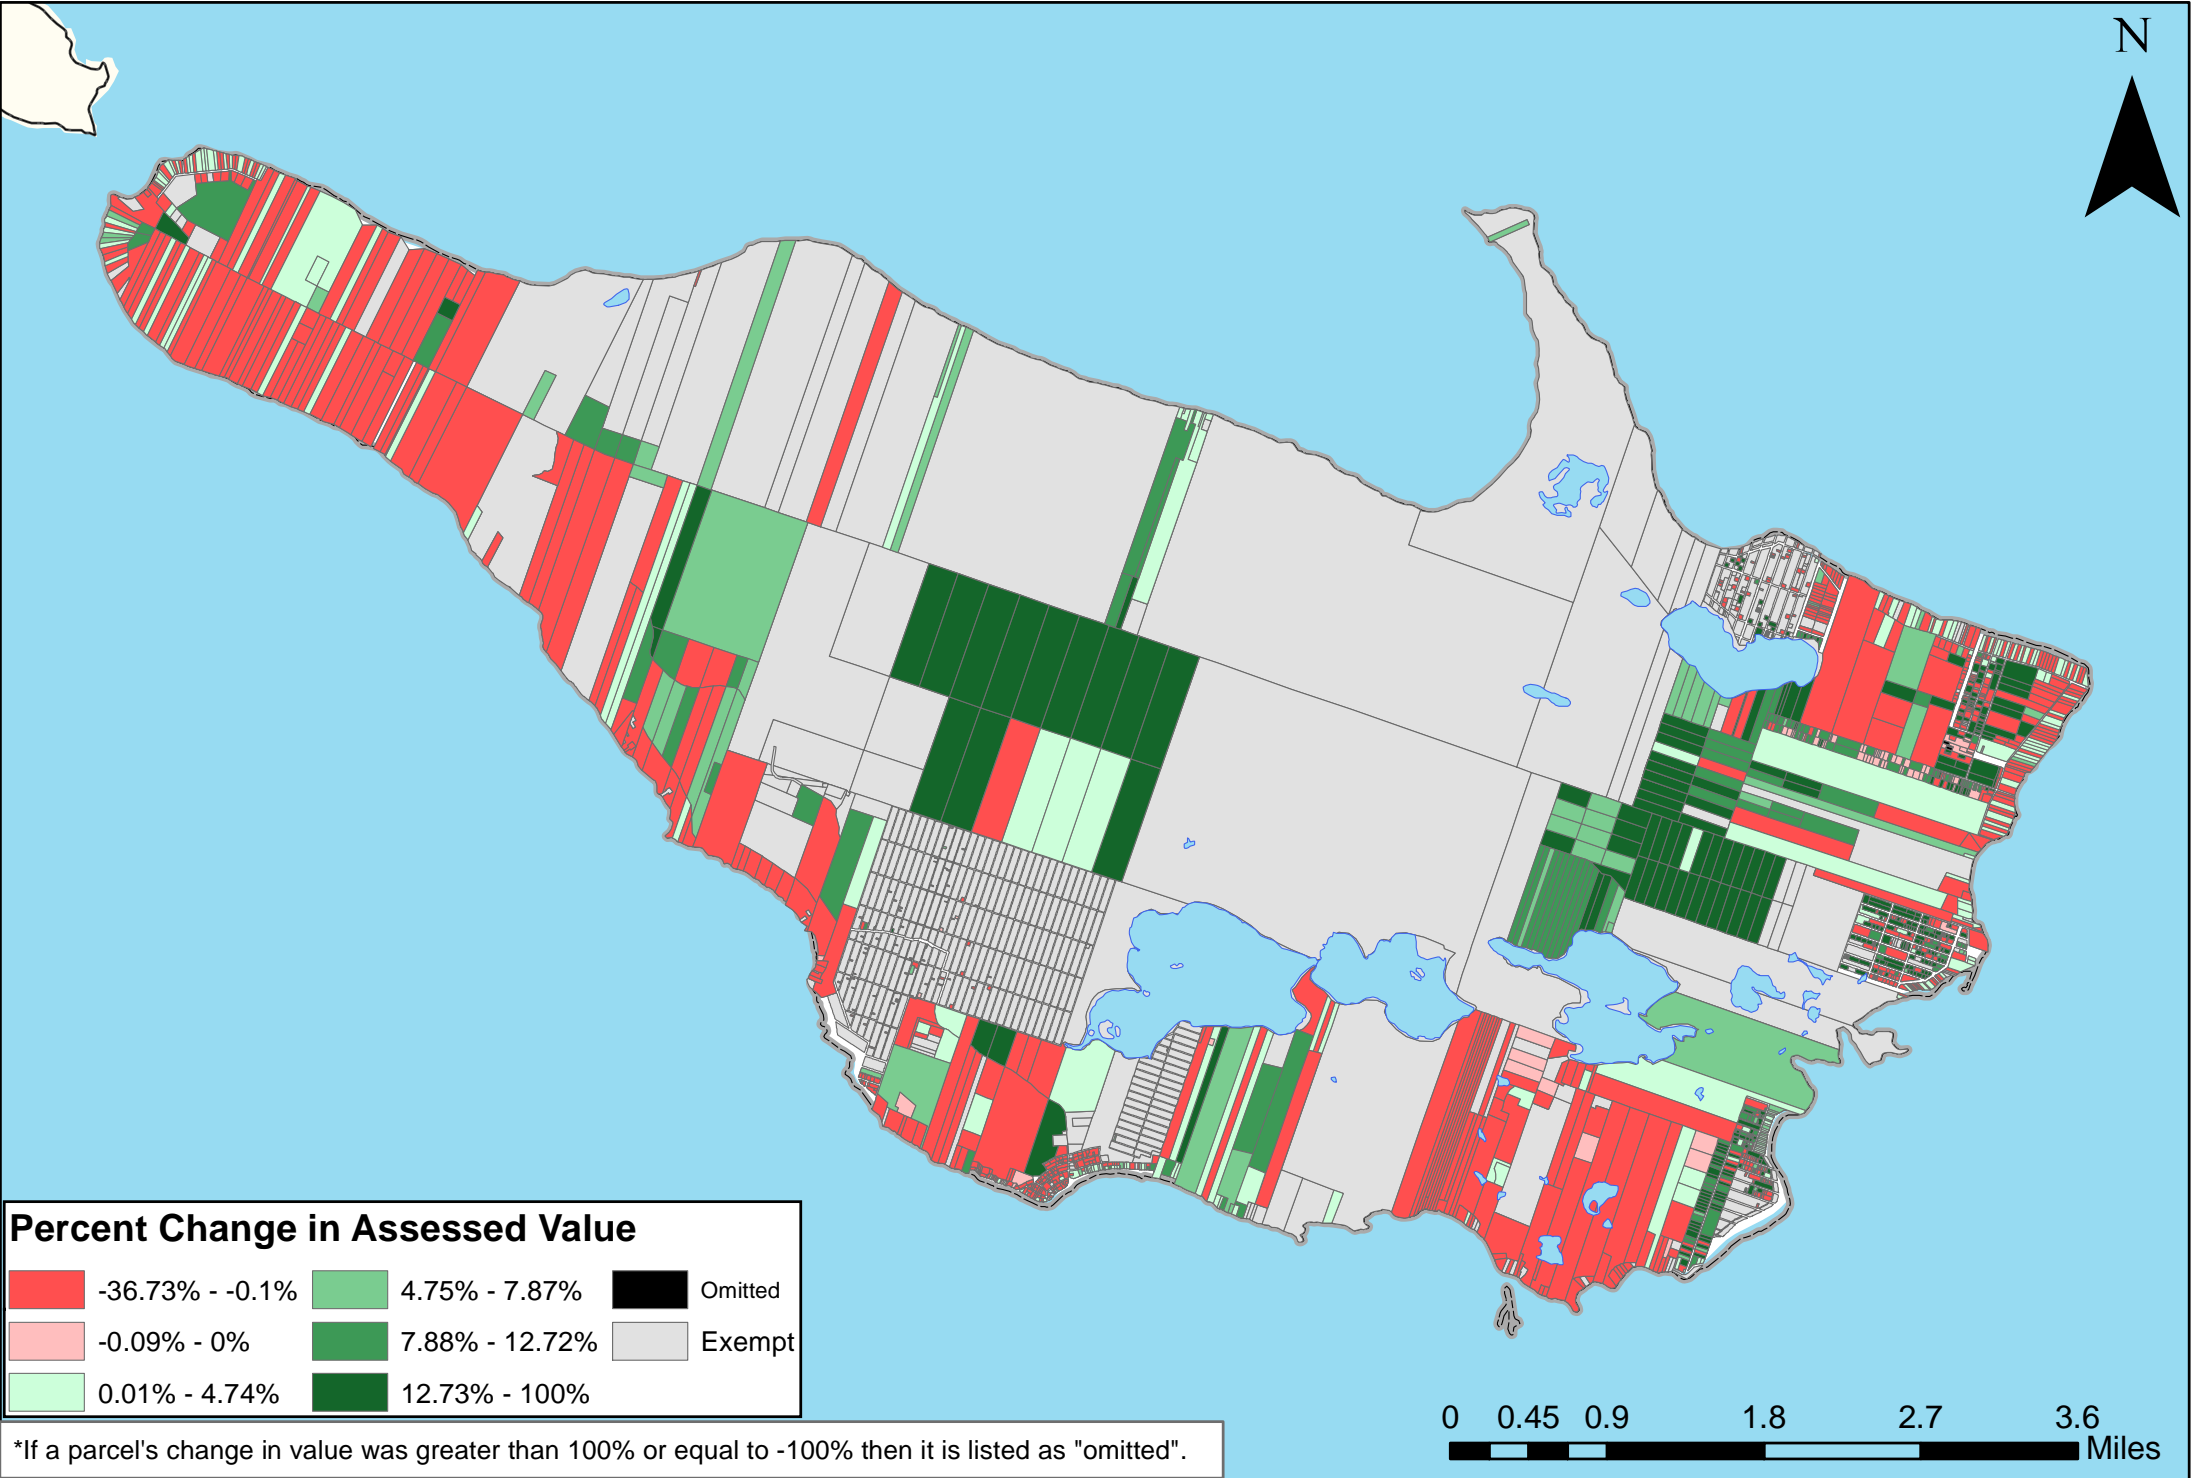 N
Percent Change in Assessed Value
-36.73% - -0.1%
4.75% - 7.87%
Omitted
-0.09% - 0%
7.88% - 12.72%
Exempt
0.01% - 4.74%
12.73% - 100%
*If a parcel's change in value was greater than 100% or equal to -100% then it is listed as "omitted".
0 0.45 0.9 1.8 2.7 3.6
Miles